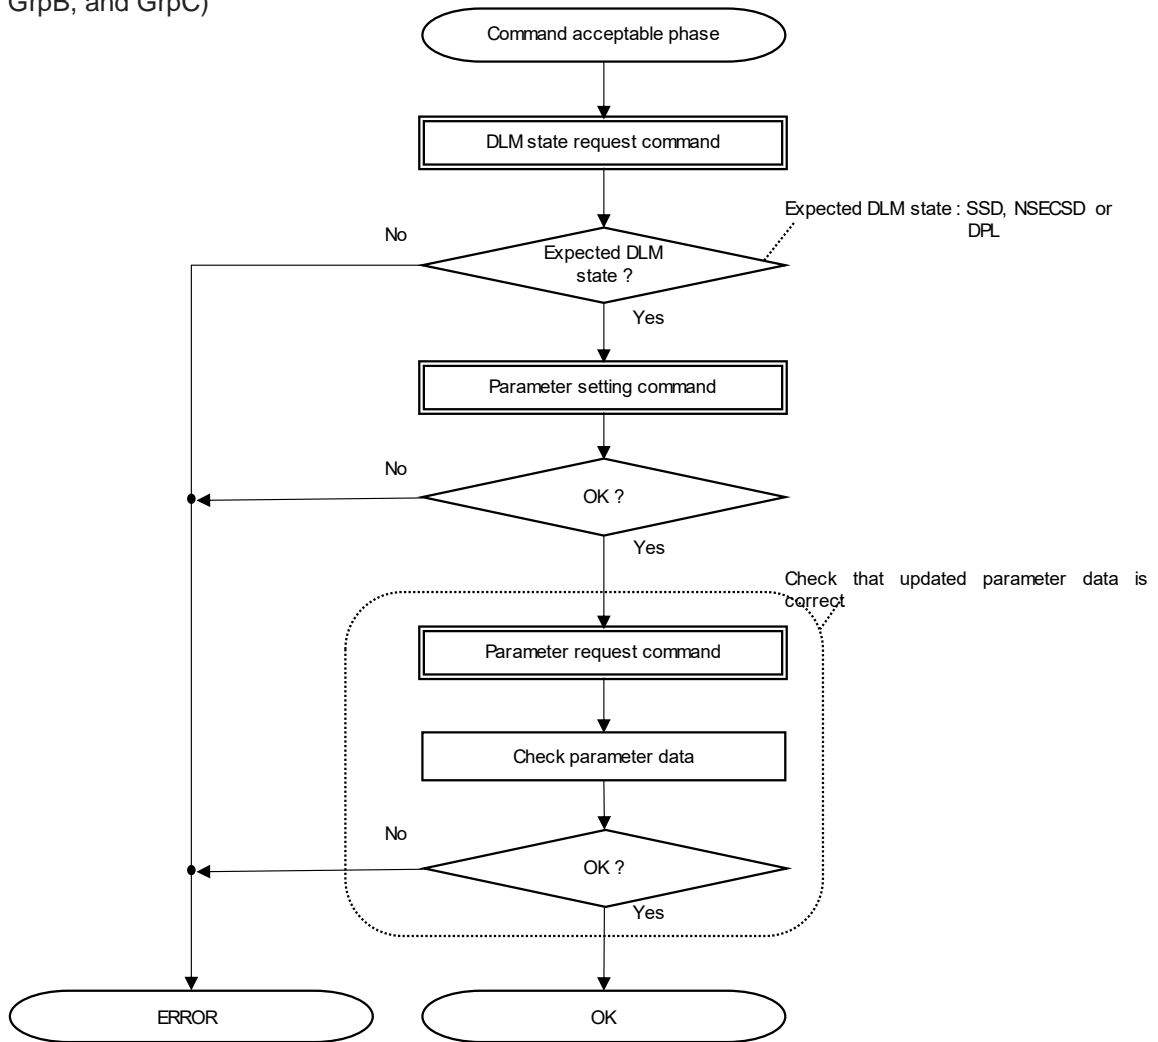 GrpB, and GrpC)
Command acceptable phase
DLM state request command
Expected DLM state : SSD, NSECSD or
DPL
No
Expected DLM
state ?
Yes
Parameter setting command
No
OK ?
Yes
Check that updated parameter data is
correct
Parameter request command
Check parameter data
No
OK ?
Yes
ERROR
OK